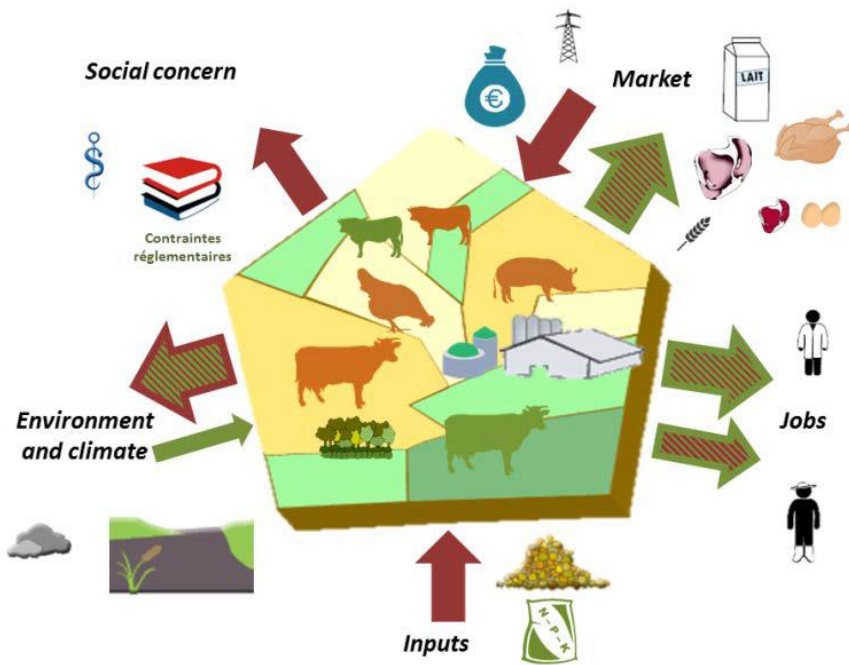 Social concern
Market
LAIT
€
Contraintes
réglementaires
Environment
and climate
Jobs
Inputs
N-P-K